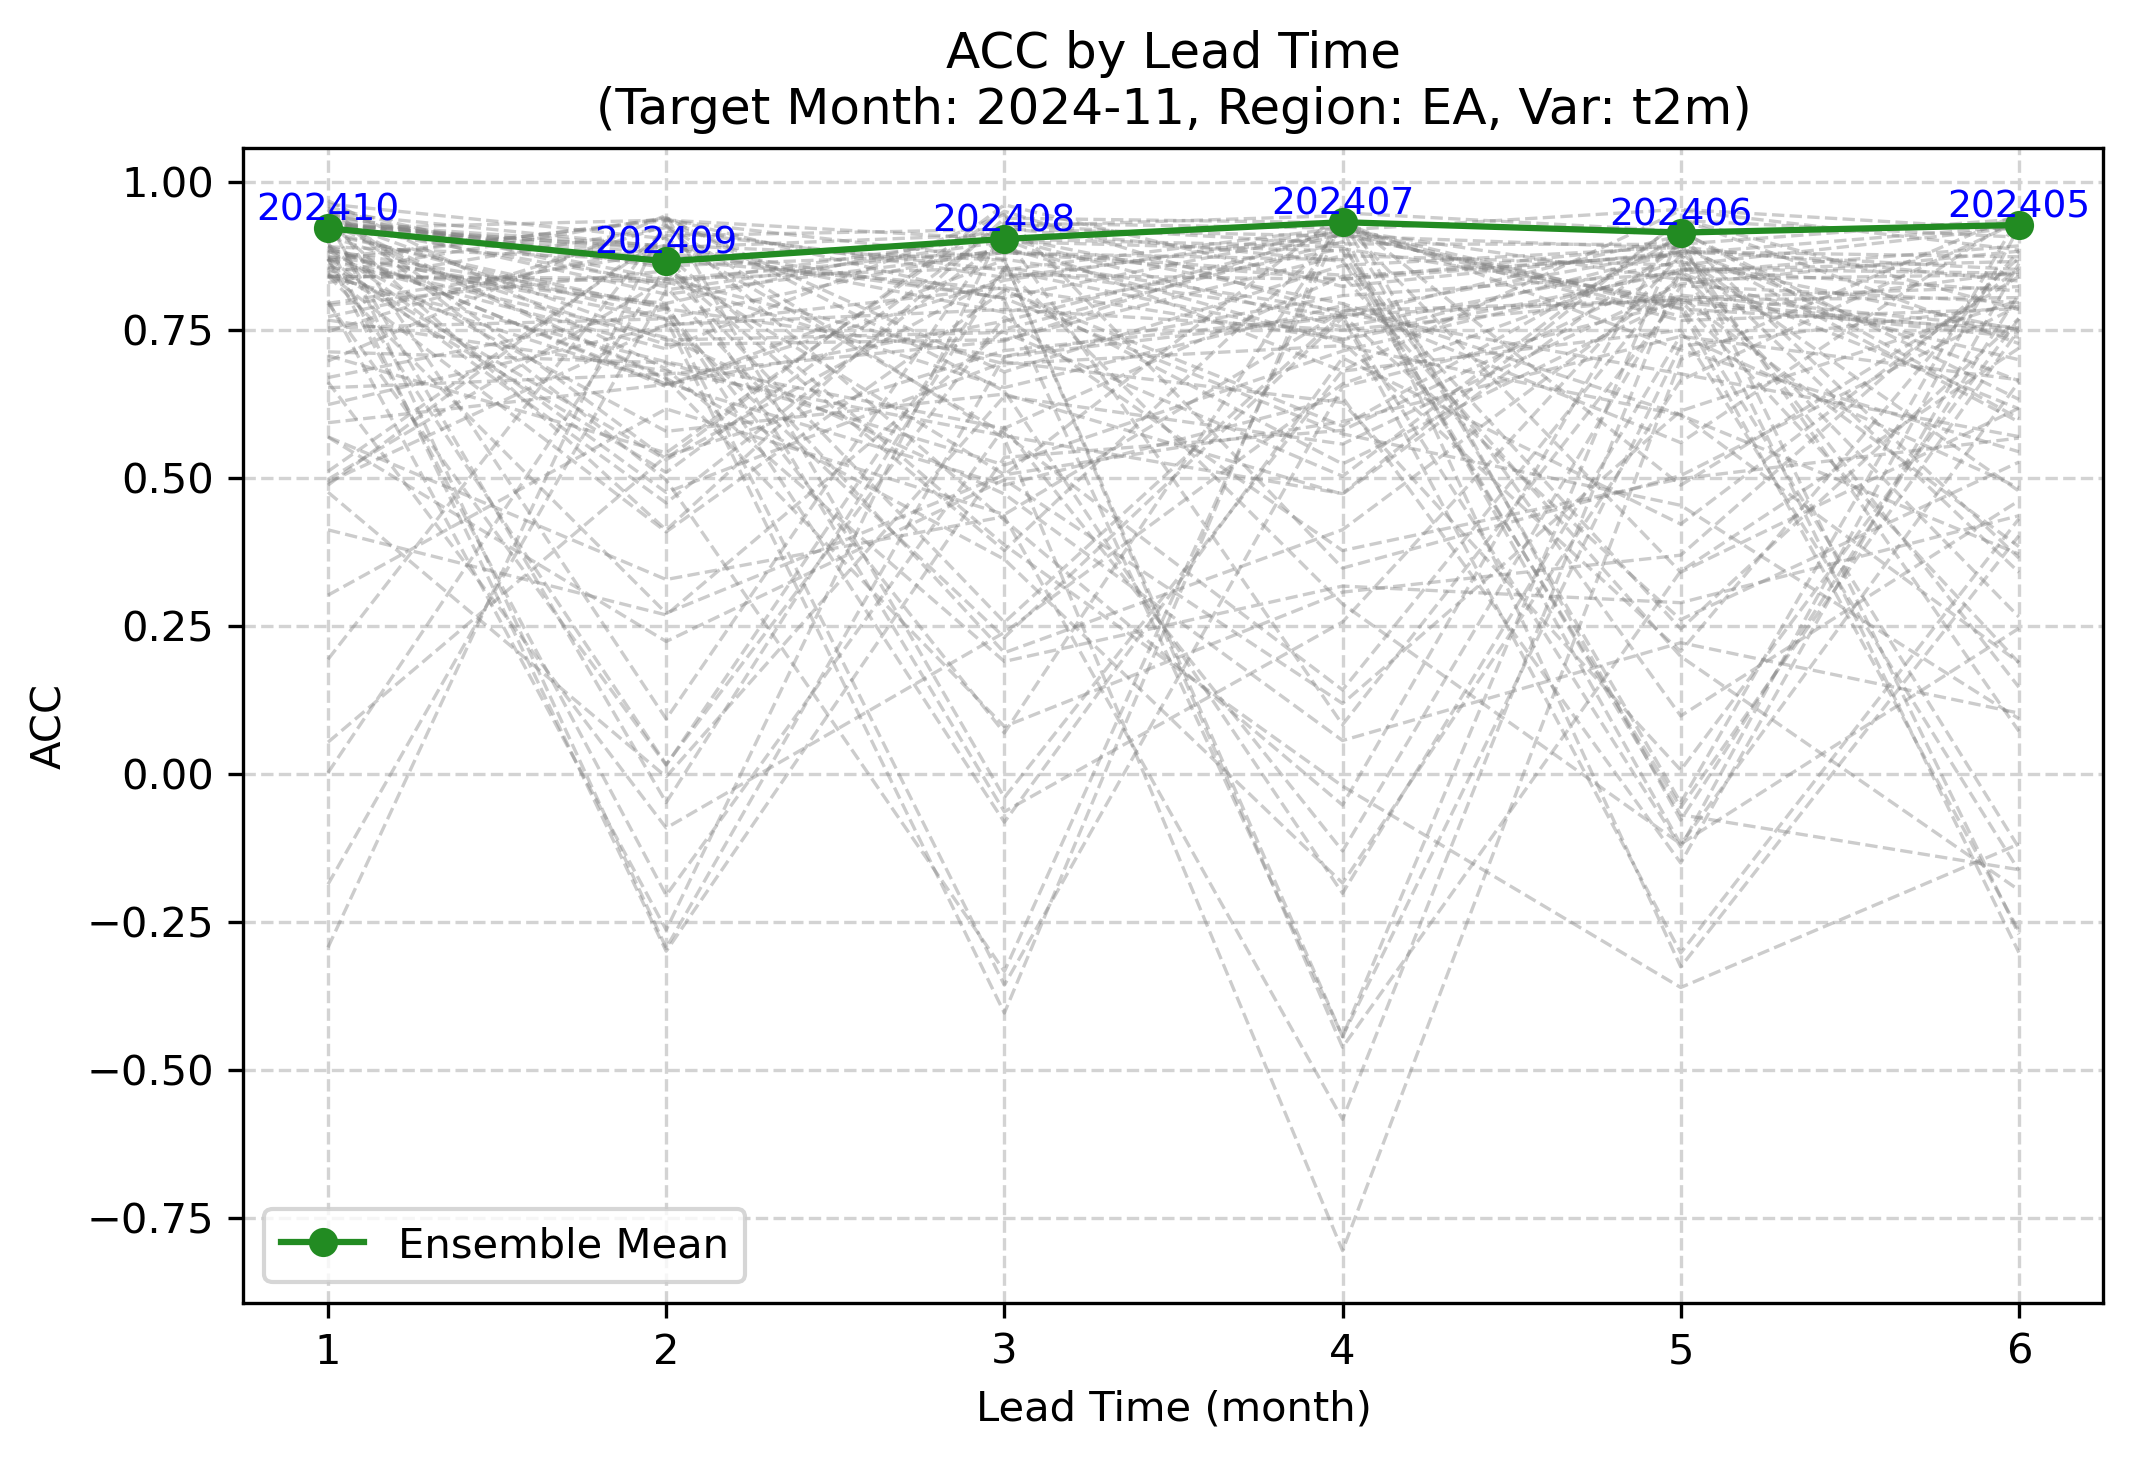 ACC by Lead Time
(Target Month: 2024-11, Region: EA, Var: t2m)
1.00
0.75
0.50
0.25
0.00
−0.25
−0.50
−0.75
ACC
202410
202409
202408
202407
202406
202405
Ensemble Mean
1 2 3 4 5 6
Lead Time (month)